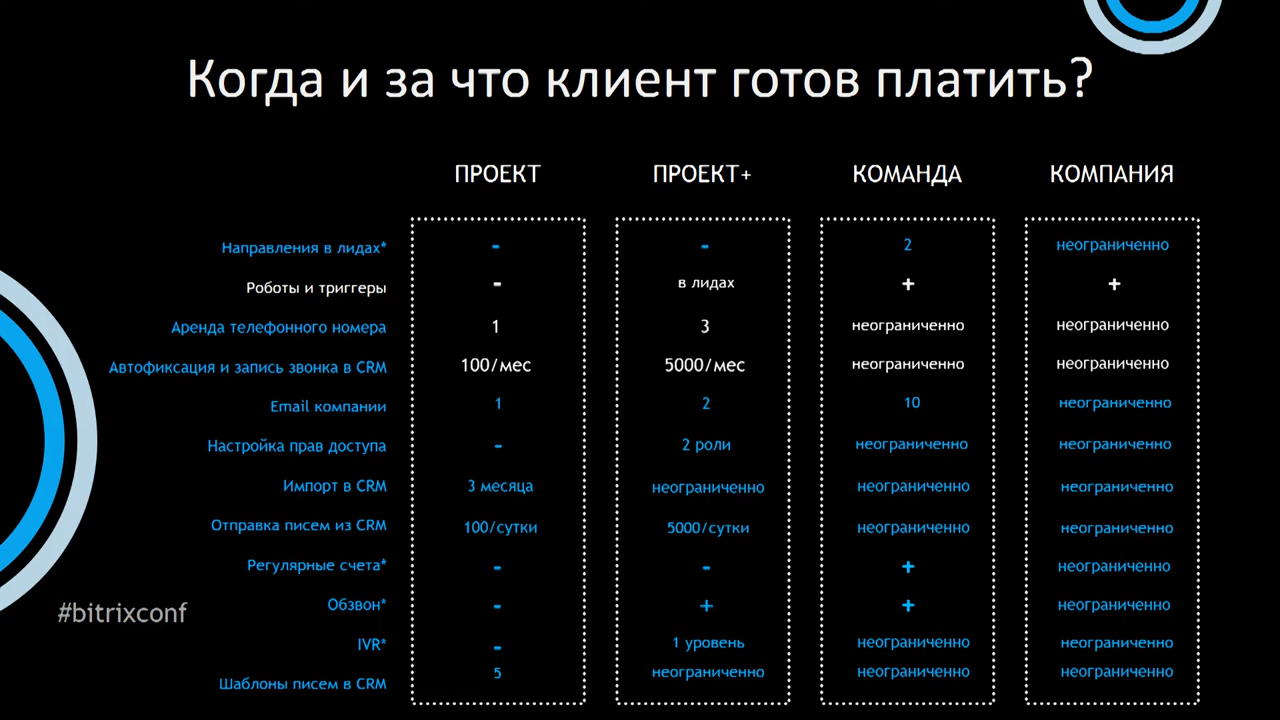 Когда и за что клиент готов платить?
ПРОЕКТ ПРОЕКТ+ КОМАНДА КОМПАНИЯ
Направления в лидах* - - 2 неограниченно
Роботы и триггеры - в лидах + +
Аренда телефонного номера 1 3 неограниченно неограниченно
Автофиксация и запись звонка в CRM 100/мес 5000/мес неограниченно неограниченно
Email компании 1 2 10 неограниченно
Настройка прав доступа - 2 роли неограниченно неограниченно
Импорт в CRM 3 месяца неограниченно неограниченно неограниченно
Отправка писем из CRM 100/сутки 5000/сутки неограниченно неограниченно
Регулярные счета* - - + неограниченно
Обзвон* - + + неограниченно
#bitrixconf
IVR* - 1 уровень неограниченно неограниченно
Шаблоны писем в CRM 5 неограниченно неограниченно неограниченно